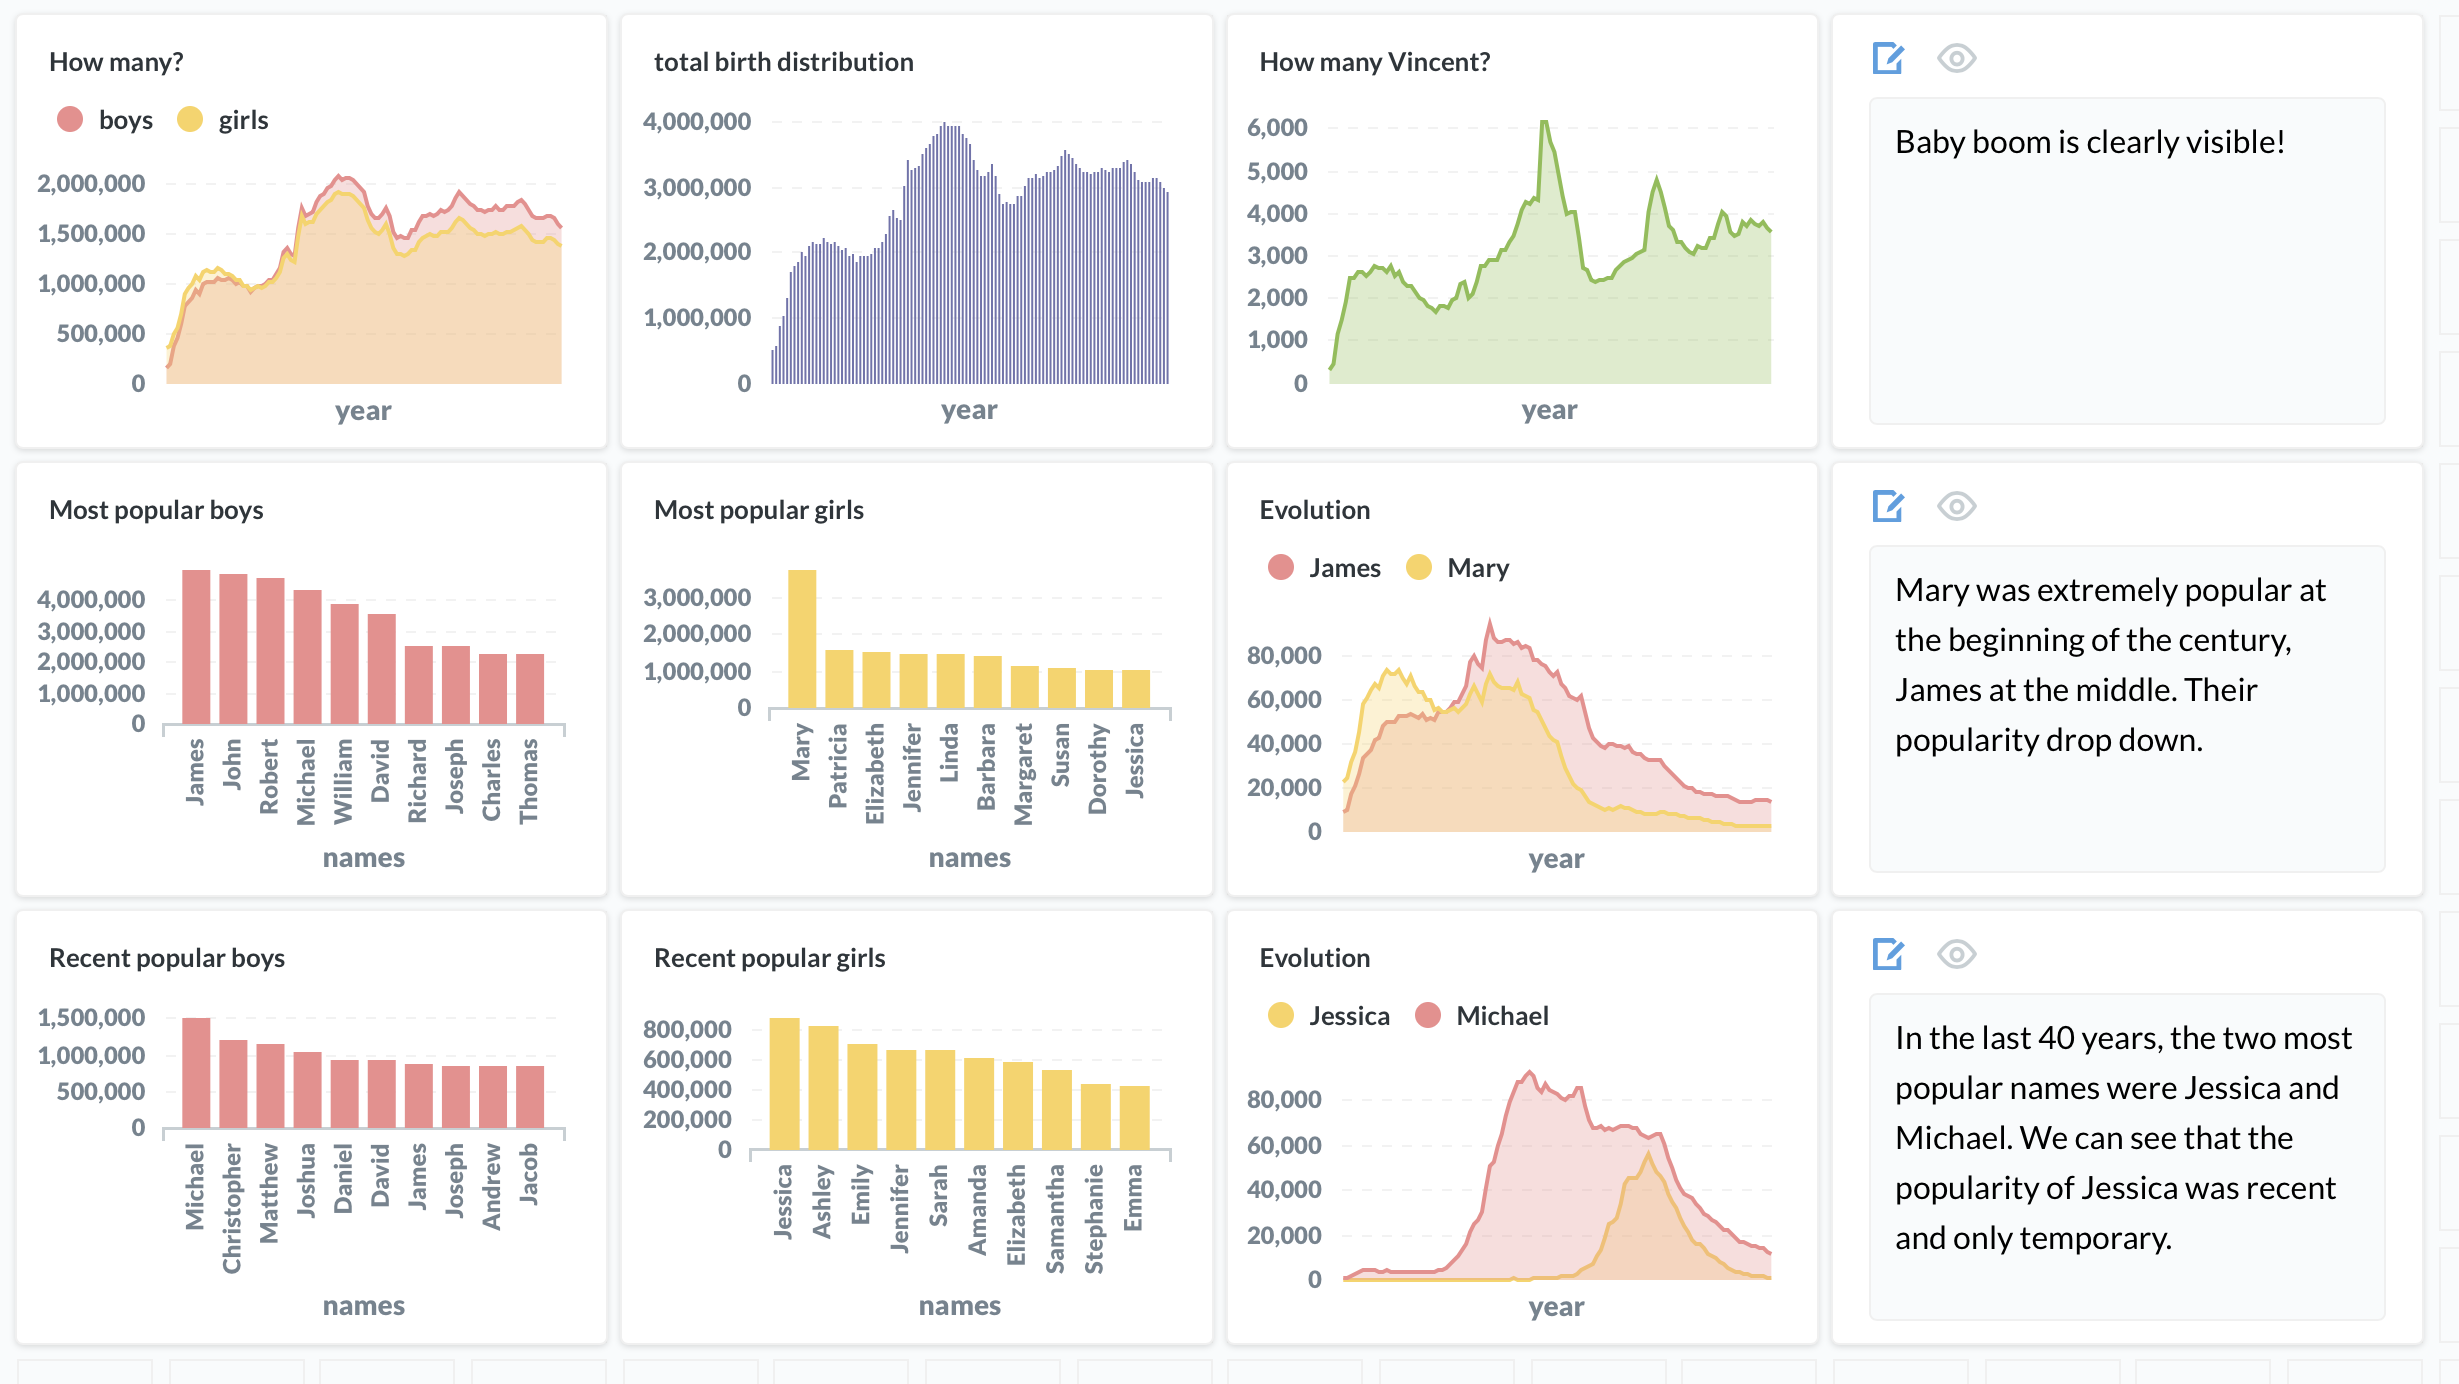 How many?
boys girls
2,000,000
1,500,000
1,000,000
500,000
0
year
total birth distribution
4,000,000
3,000,000
2,000,000
1,000,000
0
year
How many Vincent?
6,000
5,000
4,000
3,000
2,000
1,000
0
year
Baby boom is clearly visible!
Most popular boys
4,000,000
3,000,000
2,000,000
1,000,000
0
James
John
Robert
Michael
William
David
Richard
Joseph
Charles
Thomas
names
Most popular girls
3,000,000
2,000,000
1,000,000
0
Mary
Patricia
Elizabeth
Jennifer
Linda
Barbara
Margaret
Susan
Dorothy
Jessica
names
Evolution
James Mary
80,000
60,000
40,000
20,000
0
year
Mary was extremely popular at
the beginning of the century,
James at the middle. Their
popularity drop down.
Recent popular boys
1,500,000
1,000,000
500,000
0
Michael
Christopher
Matthew
Joshua
Daniel
David
James
Joseph
Andrew
Jacob
names
Recent popular girls
800,000
600,000
400,000
200,000
0
Jessica
Ashley
Emily
Jennifer
Sarah
Amanda
Elizabeth
Samantha
Stephanie
Emma
names
Evolution
Jessica Michael
80,000
60,000
40,000
20,000
0
year
In the last 40 years, the two most
popular names were Jessica and
Michael. We can see that the
popularity of Jessica was recent
and only temporary.